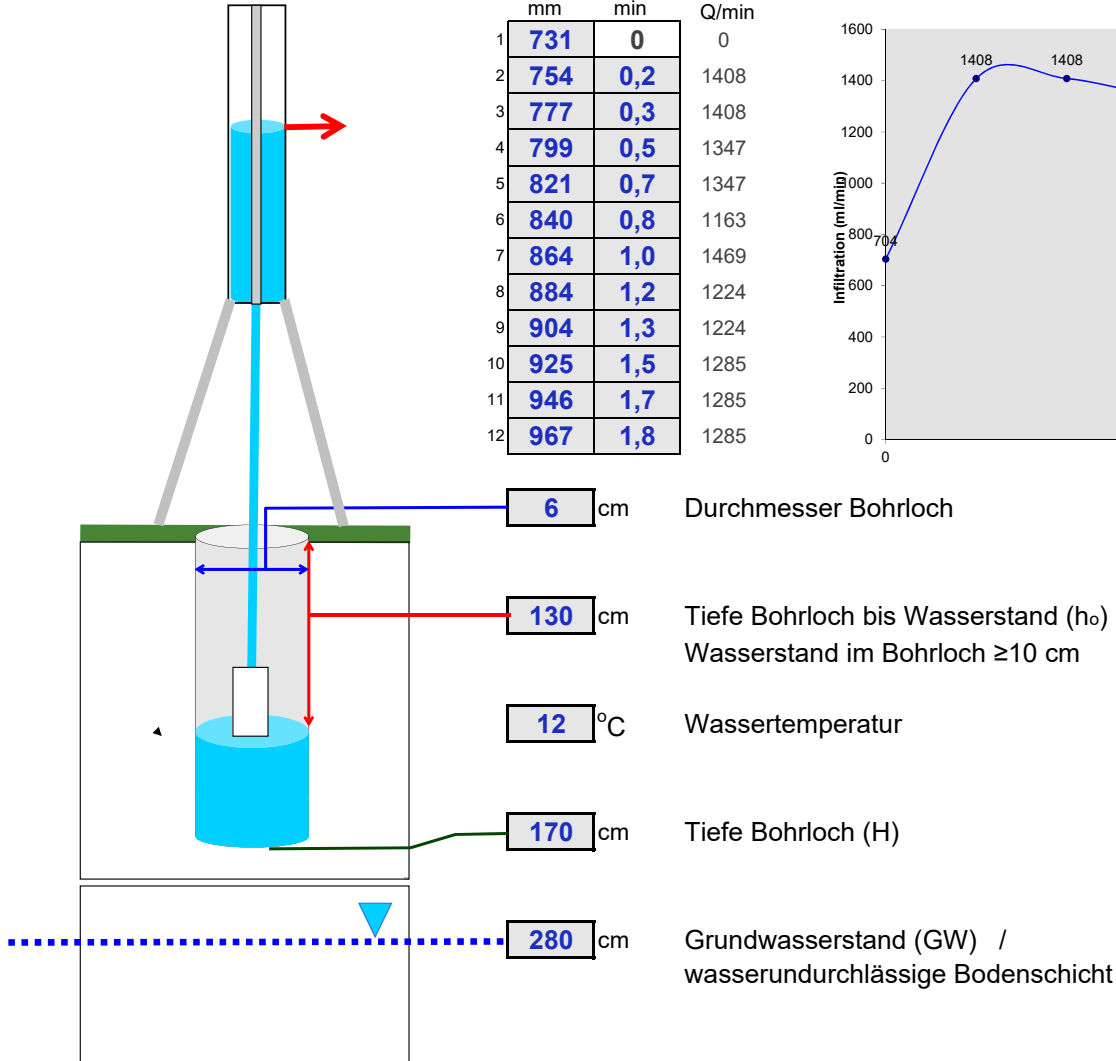 mm min Q/min
1 731 0 0
2 754 0,2 1408
3 777 0,3 1408
4 799 0,5 1347
5 821 0,7 1347
6 840 0,8 1163
7 864 1,0 1469
8 884 1,2 1224
9 904 1,3 1224
10 925 1,5 1285
11 946 1,7 1285
12 967 1,8 1285
Infiltration (ml/min)
1600
1400
1200
1000
800
600
400
200
0
0
704
1408
1408
6 cm Durchmesser Bohrloch
130 cm Tiefe Bohrloch bis Wasserstand (h₀)
Wasserstand im Bohrloch ≥10 cm
12 °C Wassertemperatur
170 cm Tiefe Bohrloch (H)
280 cm Grundwasserstand (GW) /
wasserundurchlässige Bodenschicht